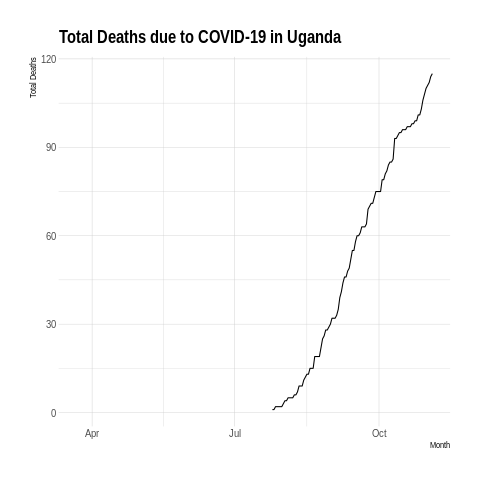 Total Deaths due to COVID-19 in Uganda
Total Deaths
120
90
60
30
0
Apr
Jul
Oct
Month